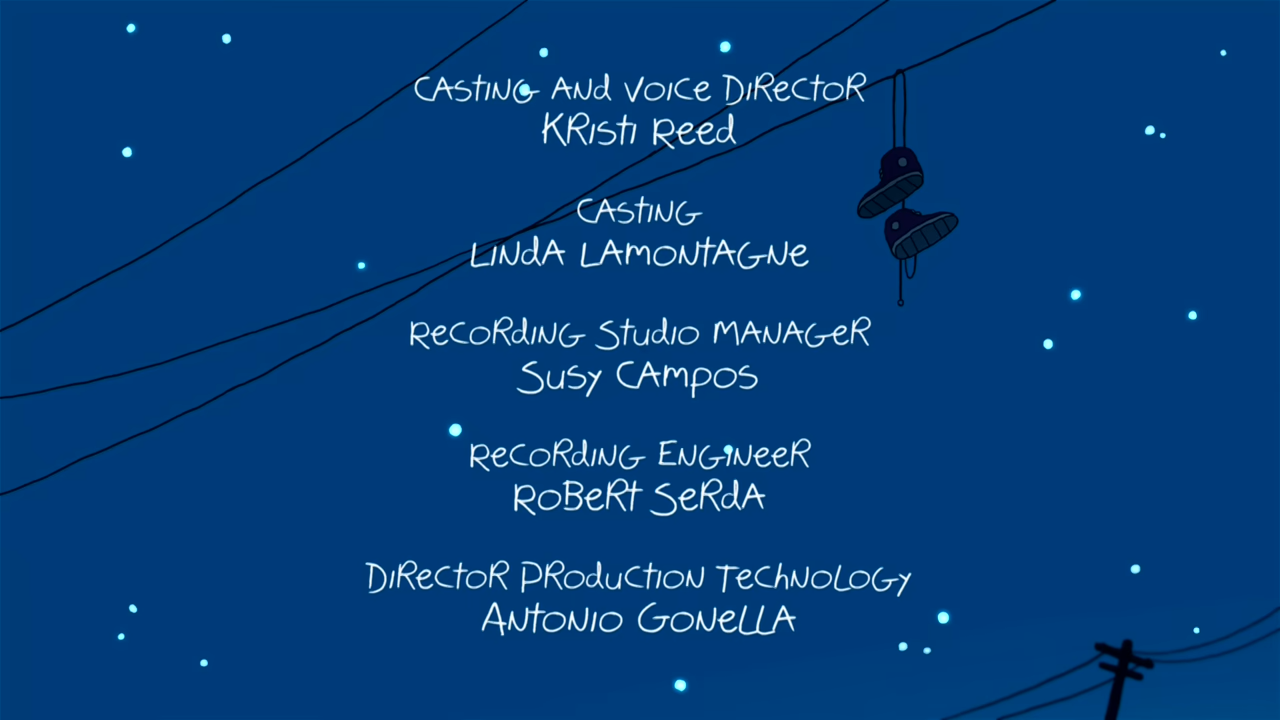 Casting and Voice Director
Kristi Reed
Casting
Linda Lamontagne
Recording Studio Manager
Susy Campos
Recording Engineer
Robert Serda
Director Production Technology
Antonio Gonella